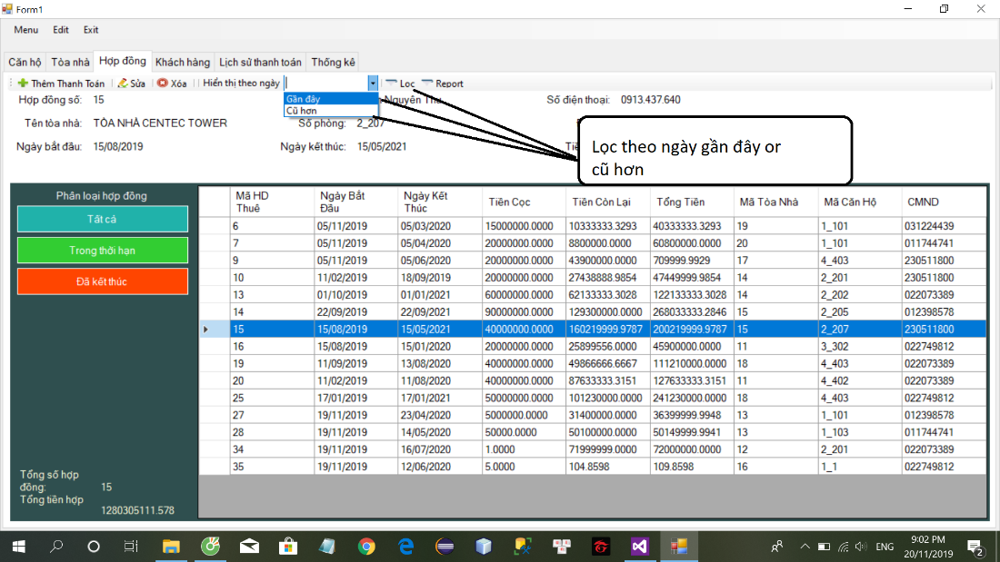 Form1
Menu Edit Exit
Căn hộ Tòa nhà Hợp đồng Khách hàng Lịch sử thanh toán Thống kê
Thêm Thanh Toán Sửa Xóa Hiển thị theo ngày Lọc Report
Gần đây
Cũ hơn
Hợp đồng số: 15 Nguyên Thu Số điện thoại: 0913.437.640
Tên tòa nhà: TÒA NHÀ CENTEC TOWER Số phòng: 2_207
Ngày bắt đầu: 15/08/2019 Ngày kết thúc: 15/05/2021
Lọc theo ngày gần đây or
cũ hơn
Phân loại hợp đồng
Tất cả
Trong thời hạn
Đã kết thúc
Mã HD Thuê Ngày Bắt Đầu Ngày Kết Thúc Tiền Cọc Tiền Còn Lại Tổng Tiền Mã Tòa Nhà Mã Căn Hộ CMND
6 05/11/2019 05/03/2020 15000000.0000 10333333.3293 40333333.3293 19 1_101 031224439
7 05/11/2019 05/04/2020 20000000.0000 8800000.0000 60800000.0000 20 1_101 011744741
9 05/11/2019 05/06/2020 20000000.0000 43900000.0000 709999.9929 17 4_403 230511800
10 11/02/2019 18/09/2019 20000000.0000 27438888.9854 47449999.9854 14 2_201 230511800
13 01/10/2019 01/01/2021 60000000.0000 62133333.3028 122133333.3028 14 2_202 022073389
14 22/09/2019 22/09/2021 90000000.0000 129300000.0000 268033333.2846 15 2_205 012398578
15 15/08/2019 15/05/2021 40000000.0000 160219999.9787 200219999.9787 15 2_207 230511800
16 15/08/2019 15/01/2020 20000000.0000 25899556.0000 45900000.0000 11 3_302 022749812
19 11/09/2019 13/08/2020 40000000.0000 49866666.6667 111210000.0000 18 4_403 022073389
20 11/02/2019 11/08/2020 40000000.0000 87633333.3151 127633333.3151 11 4_402 022073389
25 17/01/2019 17/01/2021 50000000.0000 101230000.0000 241230000.0000 18 4_403 022749812
27 19/11/2019 23/04/2020 5000000.0000 31400000.0000 36399999.9948 13 1_101 012398578
28 19/11/2019 14/05/2020 50000.0000 50100000.0000 50149999.9941 13 1_103 011744741
34 19/11/2019 16/07/2020 1.0000 71999999.0000 72000000.0000 12 2_201 022073389
35 19/11/2019 12/06/2020 5.0000 104.8598 109.8598 16 1_1 022749812
Tổng số hợp
đồng: 15
Tổng tiền hợp
1280305111.578
ENG 9:02 PM
20/11/2019 2